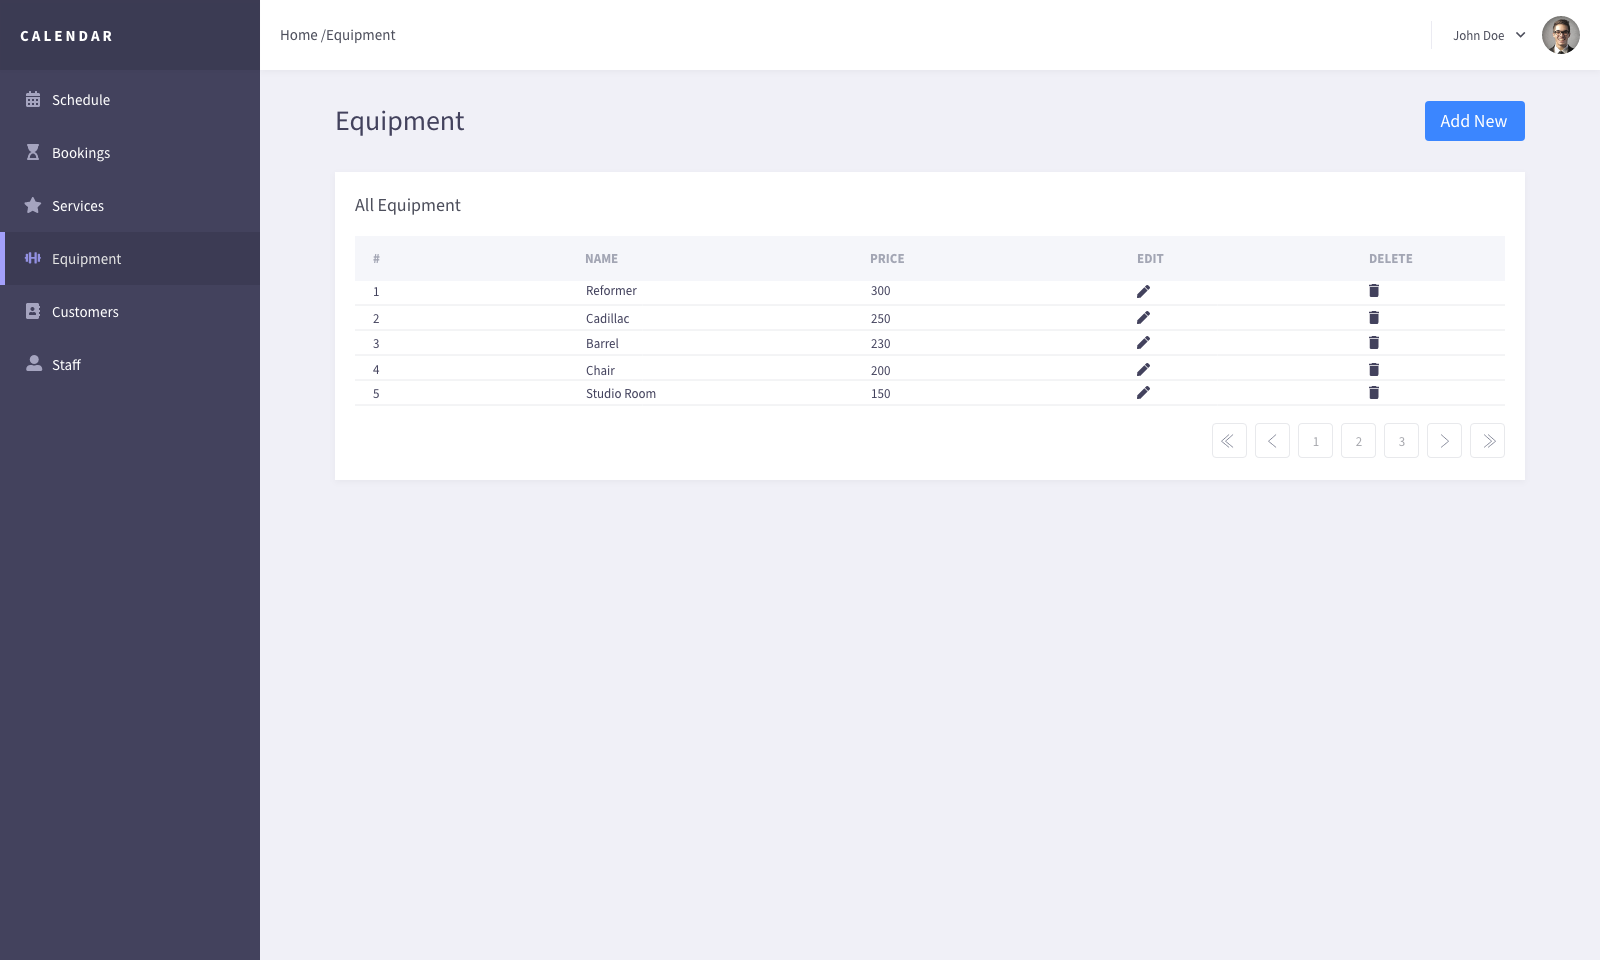 CALENDAR
Home /Equipment
John Doe
Schedule
Bookings
Services
Equipment
Customers
Staff
Equipment
Add New
All Equipment
# NAME PRICE EDIT DELETE
1 Reformer 300
2 Cadillac 250
3 Barrel 230
4 Chair 200
5 Studio Room 150
1 2 3